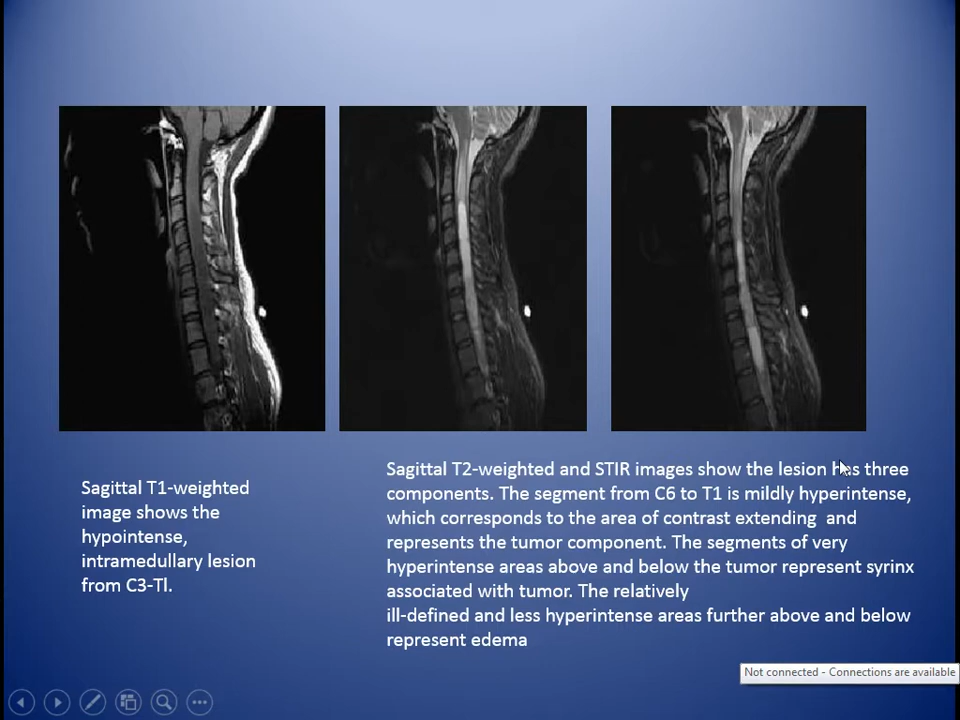 Sagittal T1-weighted
image shows the
hypointense,
intramedullary lesion
from C3-Tl.
Sagittal T2-weighted and STIR images show the lesion has three
components. The segment from C6 to T1 is mildly hyperintense,
which corresponds to the area of contrast extending and
represents the tumor component. The segments of very
hyperintense areas above and below the tumor represent syrinx
associated with tumor. The relatively
ill-defined and less hyperintense areas further above and below
represent edema
Not connected - Connections are available